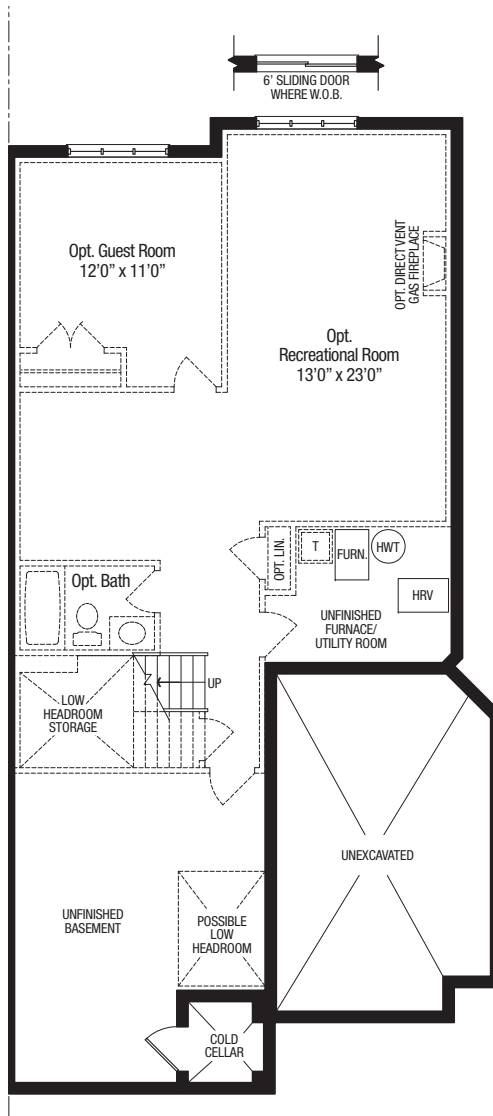 6' SLIDING DOOR
WHERE W.O.B.
Opt. Guest Room
12'0" x 11'0"
OPT. DIRECT VENT
GAS FIREPLACE
Opt.
Recreational Room
13'0" x 23'0"
OPT. LIN.
T
FURN.
HWT
HRV
UNFINISHED
FURNACE/
UTILITY ROOM
Opt. Bath
UP
LOW
HEADROOM
STORAGE
UNEXCAVATED
UNFINISHED
BASEMENT
POSSIBLE
LOW
HEADROOM
COLD
CELLAR